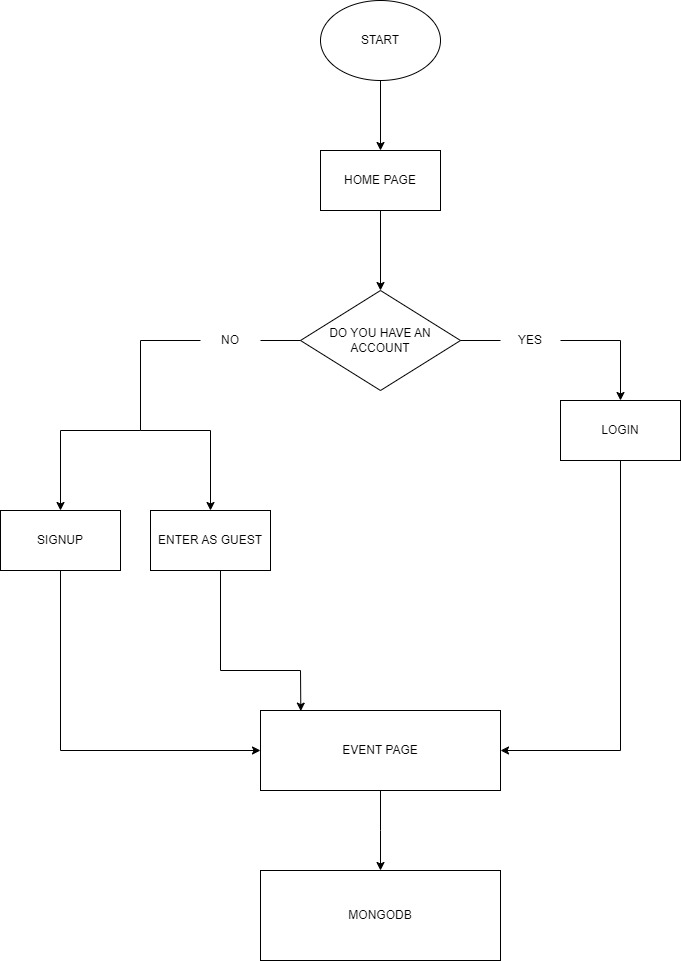 START
HOME PAGE
DO YOU HAVE AN
ACCOUNT
NO
YES
LOGIN
SIGNUP
ENTER AS GUEST
EVENT PAGE
MONGODB